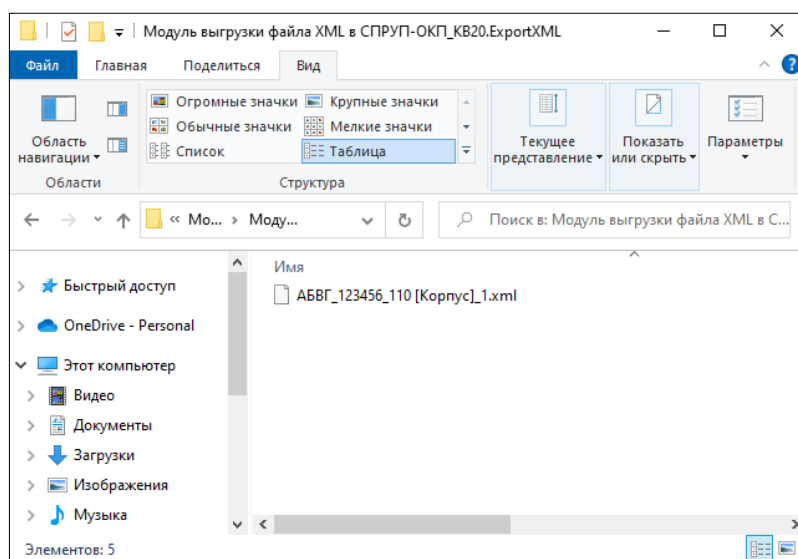 Модуль выгрузки файла XML в СПРУП-ОКП_КВ20.ExportXML
Файл Главная Поделиться Вид
Огромные значки Крупные значки
Обычные значки Мелкие значки
Список Таблица
Область навигации
Текущее представление
Показать или скрыть
Параметры
Области Структура
« Мо... > Моду... Поиск в: Модуль выгрузки файла XML в С...
Имя
АБВГ_123456_110 [Корпус]_1.xml
Быстрый доступ
OneDrive - Personal
Этот компьютер
Видео
Документы
Загрузки
Изображения
Музыка
Элементов: 5